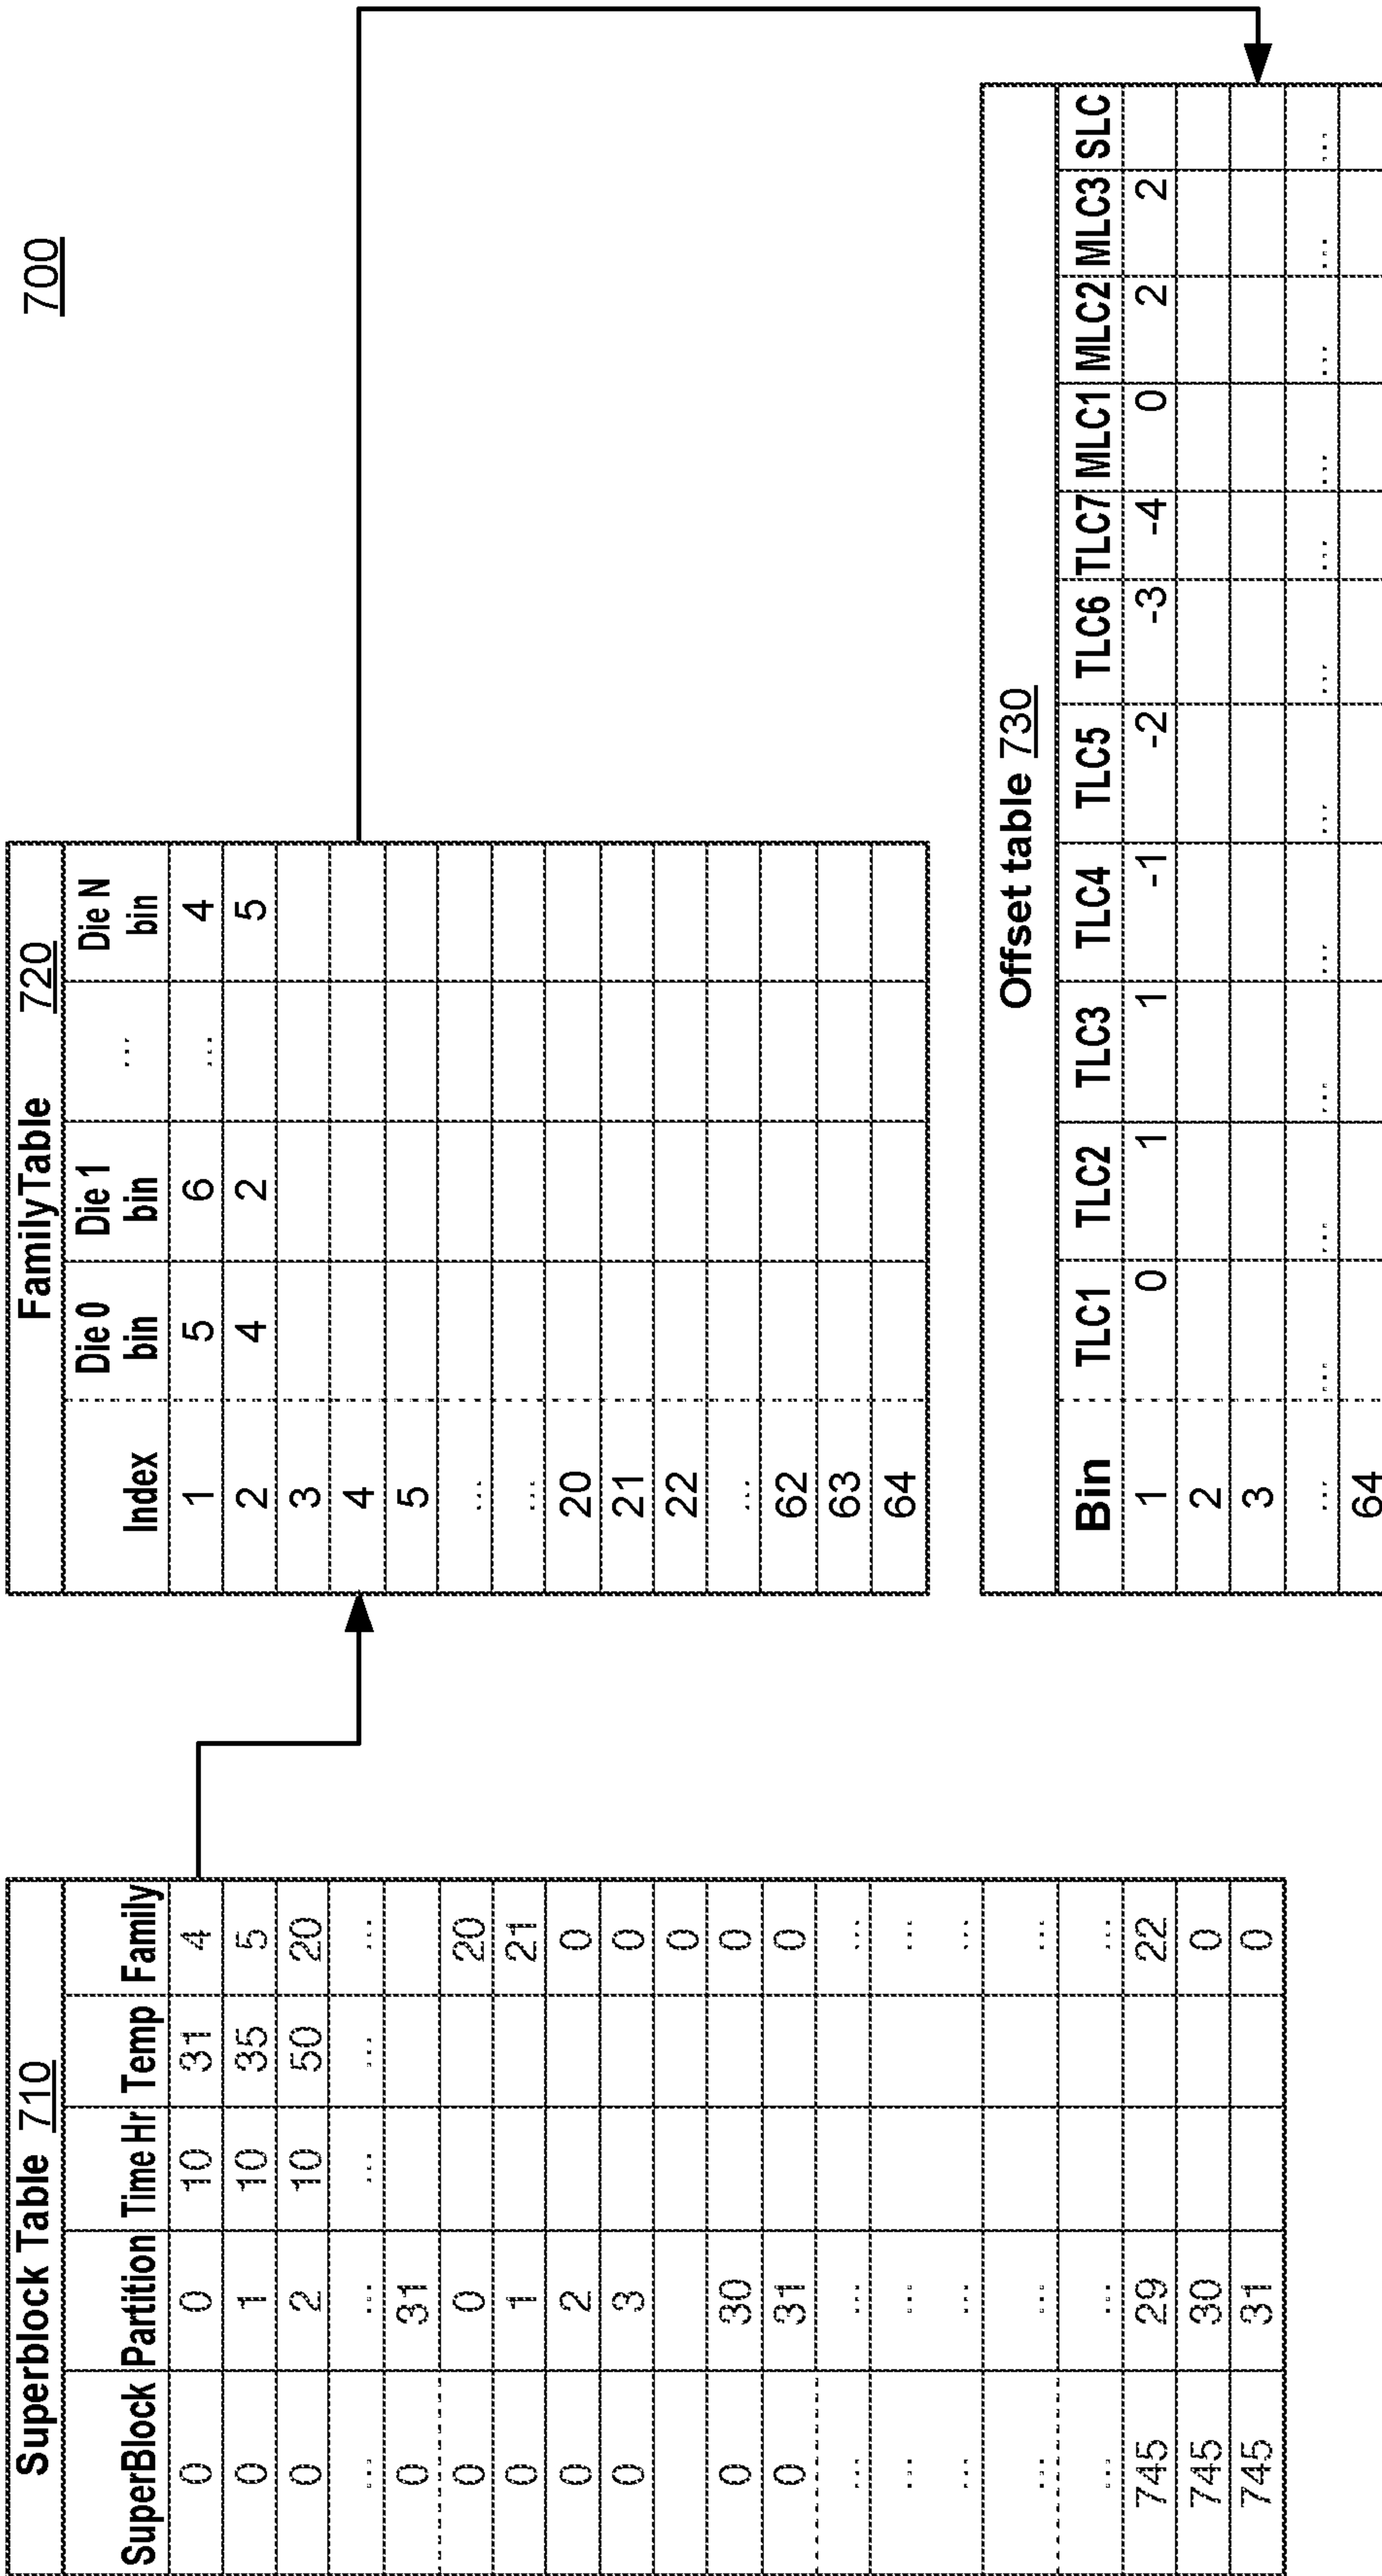 700
Superblock Table 710
SuperBlock Partition Time Hr Temp Family
0 0 10 31 4
0 1 10 35 5
0 2 10 50 20
... ... ... ... ...
0 31
0 0 20
0 1 21
0 2 0
0 3 0
0
0 30 0
0 31 0
... ... ...
... ... ...
... ... ...
... ... ...
... ... ...
745 29 22
745 30 0
745 31 0
FamilyTable 720
Index Die 0 bin Die 1 bin ... Die N bin
1 5 6 ... 4
2 4 2 5
3
4
5
...
...
20
21
22
...
62
63
64
Offset table 730
Bin TLC1 TLC2 TLC3 TLC4 TLC5 TLC6 TLC7 MLC1 MLC2 MLC3 SLC
1 0 1 1 -1 -2 -3 -4 0 2 2
2
3
... ... ... ... ... ... ... ... ... ... ... ...
64